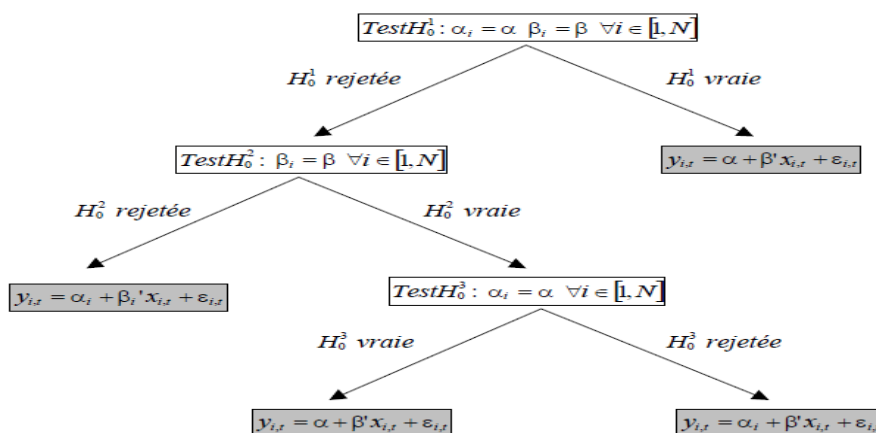 TestH₀¹: αᵢ = α βᵢ = β ∀i ∈ [1, N]
H₀¹ rejetée
H₀¹ vraie
TestH₀²: βᵢ = β ∀i ∈ [1, N]
yᵢ,ₜ = α + β' xᵢ,ₜ + εᵢ,ₜ
H₀² rejetée
H₀² vraie
yᵢ,ₜ = αᵢ + βᵢ' xᵢ,ₜ + εᵢ,ₜ
TestH₀³: αᵢ = α ∀i ∈ [1, N]
H₀³ vraie
H₀³ rejetée
yᵢ,ₜ = α + β' xᵢ,ₜ + εᵢ,ₜ
yᵢ,ₜ = αᵢ + β' xᵢ,ₜ + εᵢ,ₜ